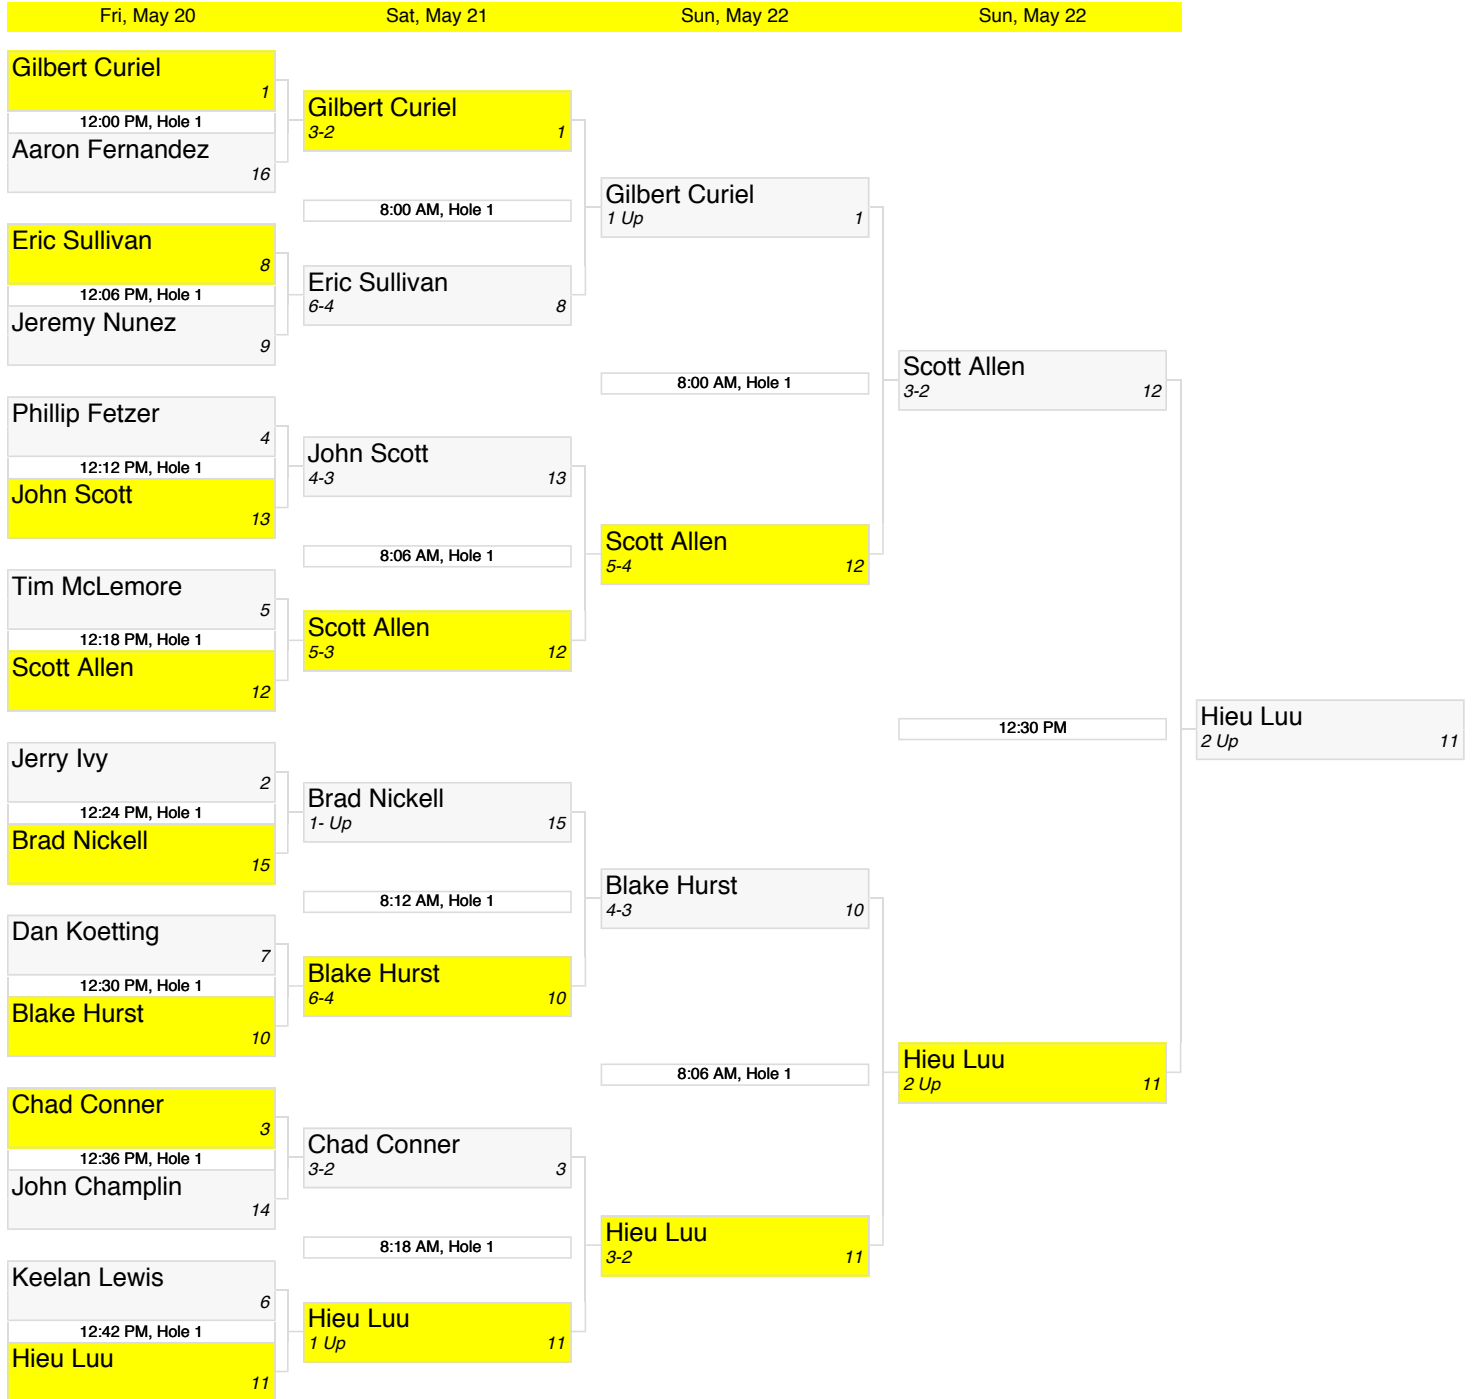 Fri, May 20
Sat, May 21
Sun, May 22
Sun, May 22
Gilbert Curiel
1
12:00 PM, Hole 1
Aaron Fernandez
16
Eric Sullivan
8
12:06 PM, Hole 1
Jeremy Nunez
9
Phillip Fetzer
4
12:12 PM, Hole 1
John Scott
13
Tim McLemore
5
12:18 PM, Hole 1
Scott Allen
12
Jerry Ivy
2
12:24 PM, Hole 1
Brad Nickell
15
Dan Koetting
7
12:30 PM, Hole 1
Blake Hurst
10
Chad Conner
3
12:36 PM, Hole 1
John Champlin
14
Keelan Lewis
6
12:42 PM, Hole 1
Hieu Luu
11
Gilbert Curiel
3-2 1
8:00 AM, Hole 1
Eric Sullivan
6-4 8
John Scott
4-3 13
8:06 AM, Hole 1
Scott Allen
5-3 12
Brad Nickell
1- Up 15
8:12 AM, Hole 1
Blake Hurst
6-4 10
Chad Conner
3-2 3
8:18 AM, Hole 1
Hieu Luu
1 Up 11
Gilbert Curiel
1 Up 1
8:00 AM, Hole 1
Scott Allen
5-4 12
Blake Hurst
4-3 10
8:06 AM, Hole 1
Hieu Luu
3-2 11
Scott Allen
3-2 12
12:30 PM
Hieu Luu
2 Up 11
Hieu Luu
2 Up 11